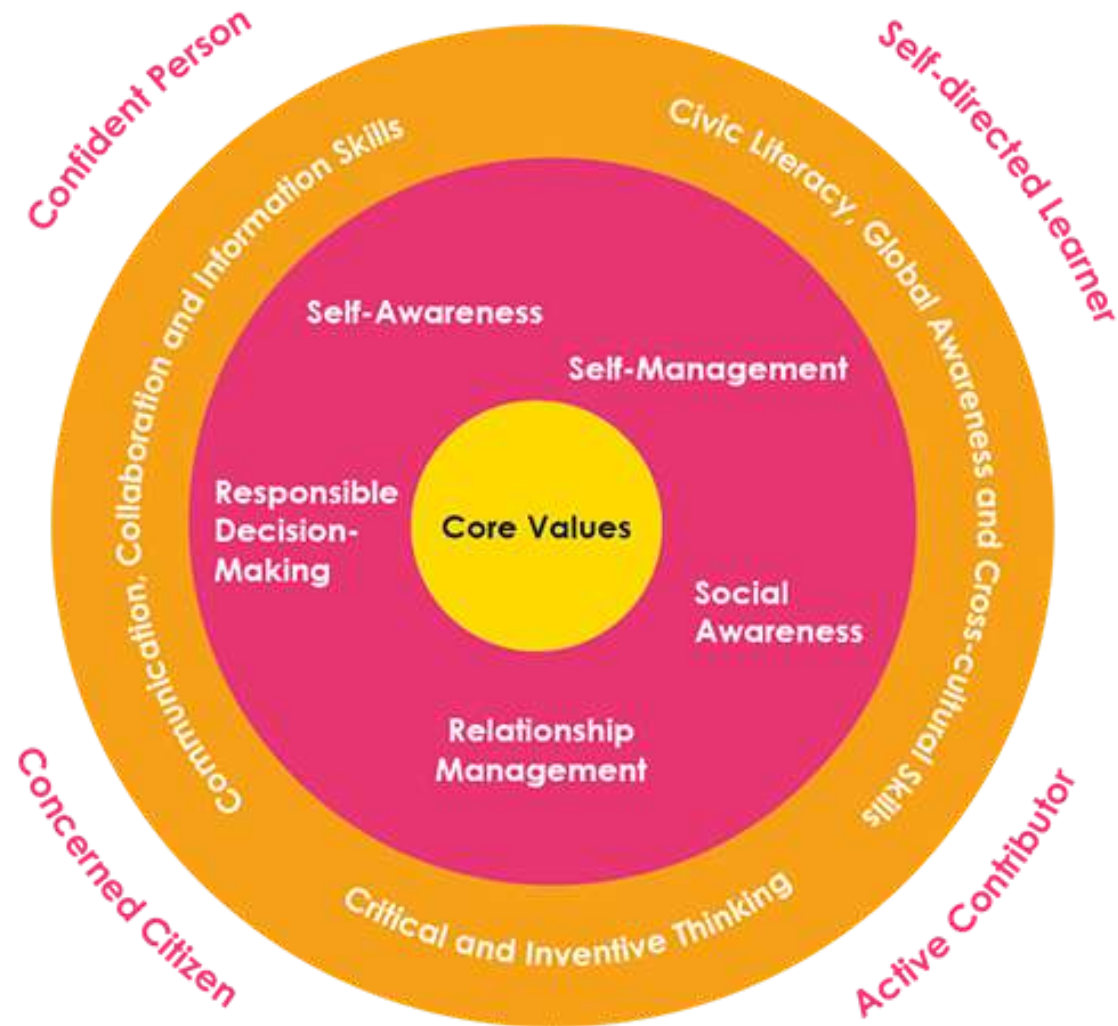 Confident Person
Self-directed Learner
Communication, Collaboration and Information Skills
Civic Literacy, Global Awareness and Cross-cultural Skills
Self-Awareness
Self-Management
Responsible
Decision-
Making
Core Values
Social
Awareness
Relationship
Management
Critical and Inventive Thinking
Concerned Citizen
Active Contributor